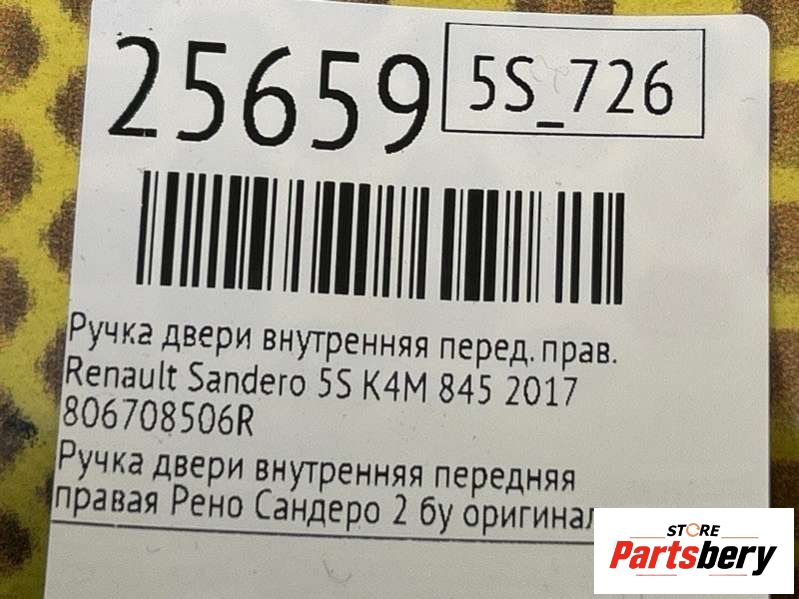 25659
5S_726
Ручка двери внутренняя перед. прав.
Renault Sandero 5S K4M 845 2017
806708506R
Ручка двери внутренняя передняя
правая Рено Сандеро 2 бу оригинал
STORE
Partsbery